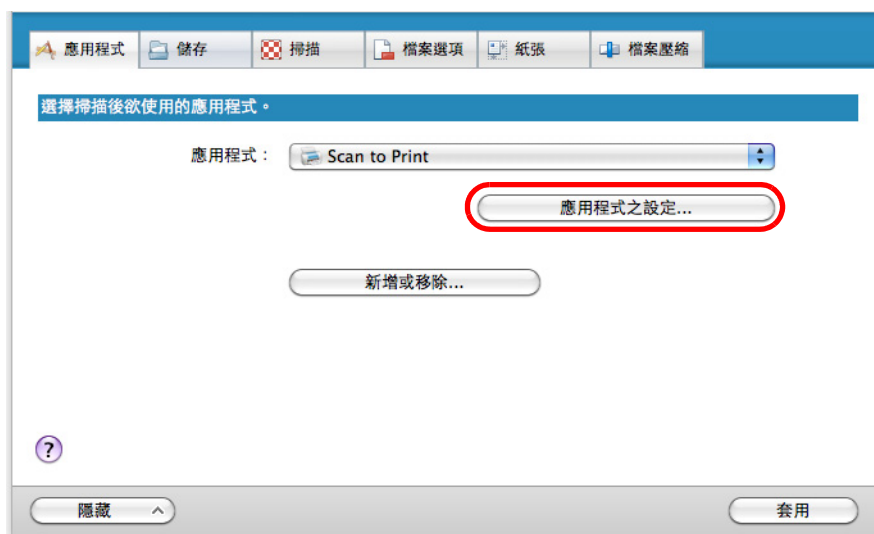 應用程式 儲存 掃描 檔案選項 紙張 檔案壓縮
選擇掃描後欲使用的應用程式。
應用程式： Scan to Print
應用程式之設定...
新增或移除...
?
隱藏 套用